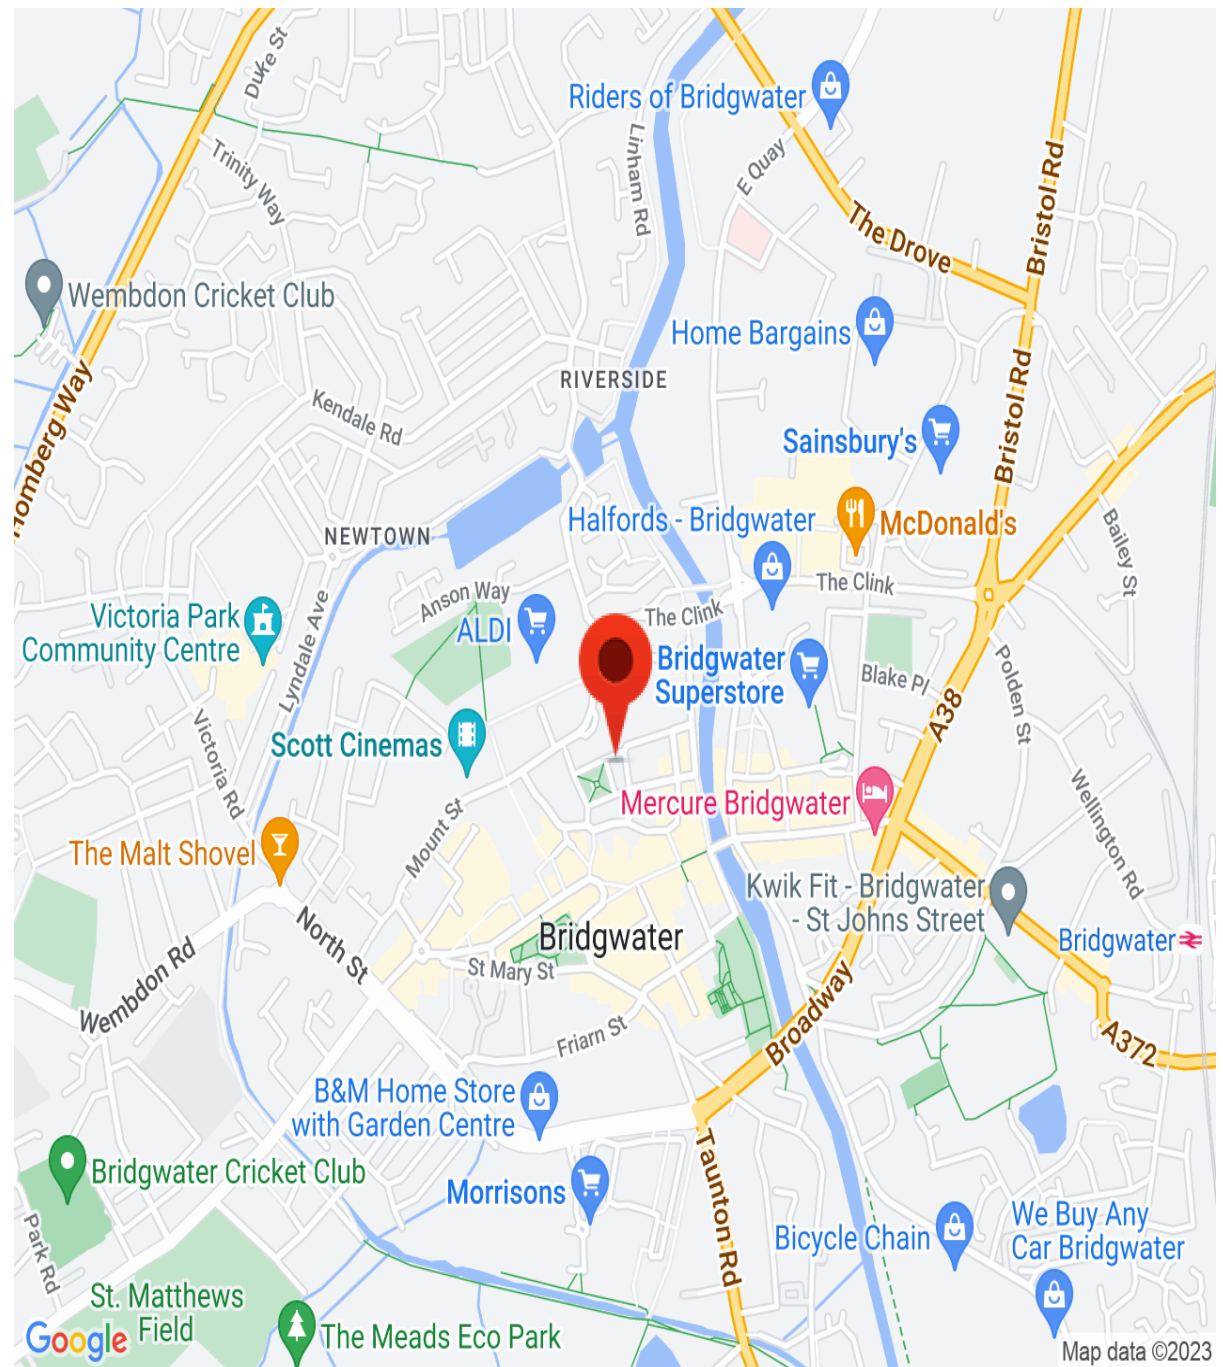 Duke St
Riders of Bridgwater
Linham Rd
Trinity Way
E Quay
Bristol Rd
The Drove
Wembdon Cricket Club
Home Bargains
RIVERSIDE
Homberg Way
Kendale Rd
Bristol Rd
Sainsbury's
Halfords - Bridgwater
McDonald's
NEWTOWN
Bailey St
Anson Way
The Clink
The Clink
Victoria Park
Community Centre
Lyndale Ave
ALDI
Bridgwater
Superstore
Blake Pl
Polden St
A38
Victoria Rd
Scott Cinemas
Mercure Bridgwater
Wellington Rd
Mount St
The Malt Shovel
Kwik Fit - Bridgwater
- St Johns Street
North St
Bridgwater
Bridgwater
Wembdon Rd
St Mary St
Broadway
Friarn St
A372
B&M Home Store
with Garden Centre
Bridgwater Cricket Club
Morrisons
Taunton Rd
Park Rd
Bicycle Chain
We Buy Any
Car Bridgwater
St. Matthews
Field
The Meads Eco Park
Google
Map data ©2023